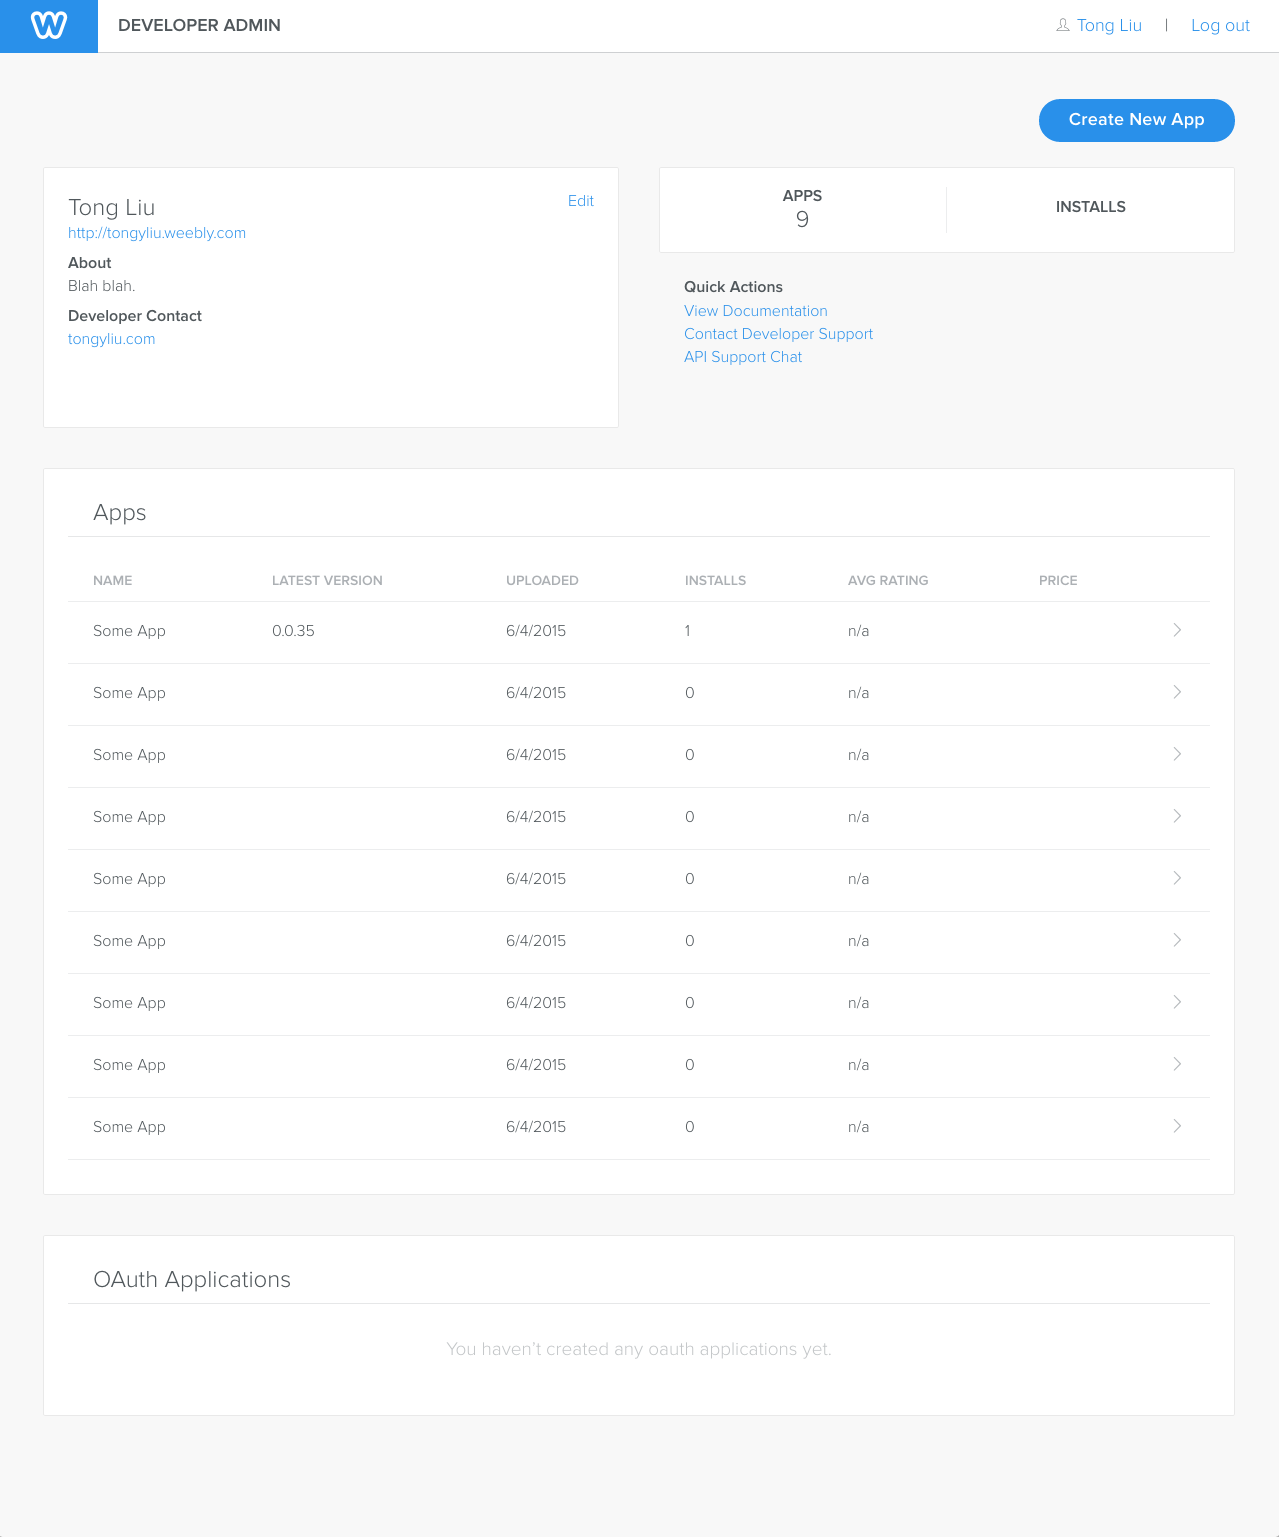 W DEVELOPER ADMIN Tong Liu | Log out
Create New App
Tong Liu Edit
http://tongyliu.weebly.com
About
Blah blah.
Developer Contact
tongyliu.com
APPS INSTALLS
9
Quick Actions
View Documentation
Contact Developer Support
API Support Chat
Apps
NAME LATEST VERSION UPLOADED INSTALLS AVG RATING PRICE
Some App 0.0.35 6/4/2015 1 n/a
Some App 6/4/2015 0 n/a
Some App 6/4/2015 0 n/a
Some App 6/4/2015 0 n/a
Some App 6/4/2015 0 n/a
Some App 6/4/2015 0 n/a
Some App 6/4/2015 0 n/a
Some App 6/4/2015 0 n/a
Some App 6/4/2015 0 n/a
OAuth Applications
You haven't created any oauth applications yet.